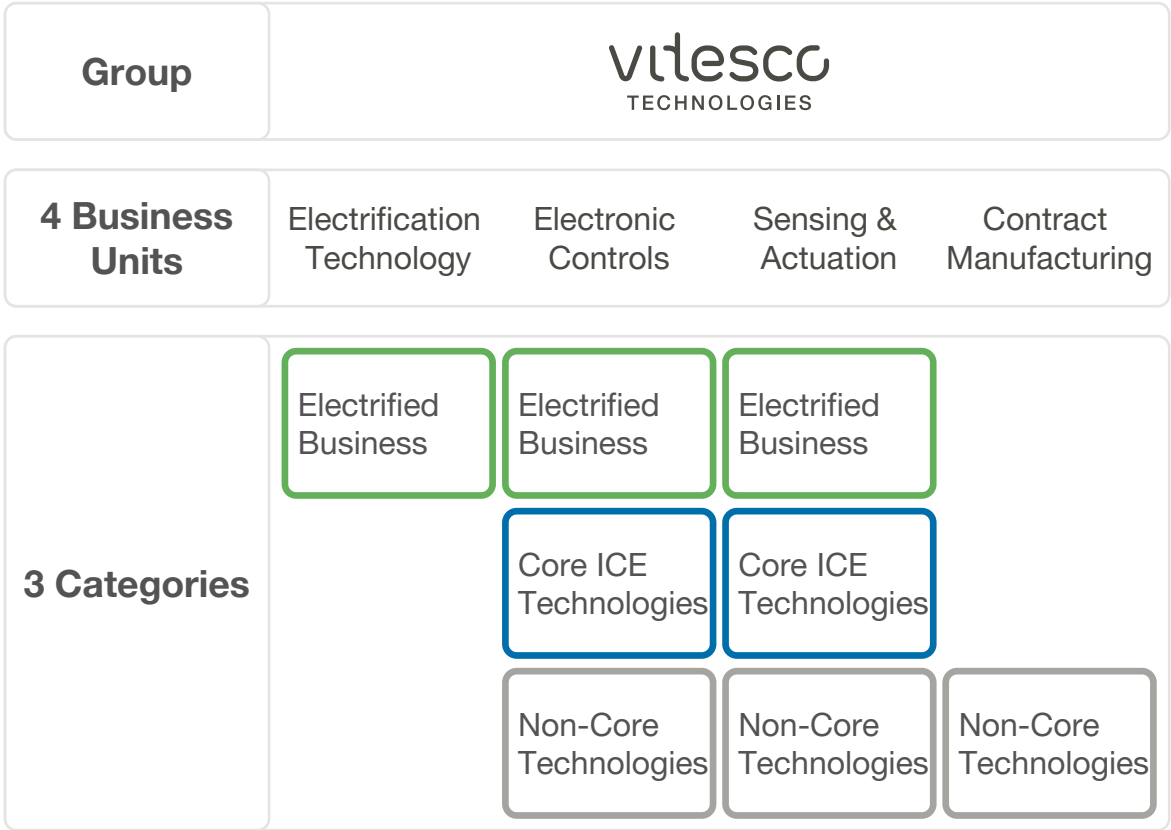 Group
vitesco
TECHNOLOGIES
4 Business
Units
Electrification
Technology
Electronic
Controls
Sensing &
Actuation
Contract
Manufacturing
3 Categories
Electrified
Business
Electrified
Business
Electrified
Business
Core ICE
Technologies
Core ICE
Technologies
Non-Core
Technologies
Non-Core
Technologies
Non-Core
Technologies